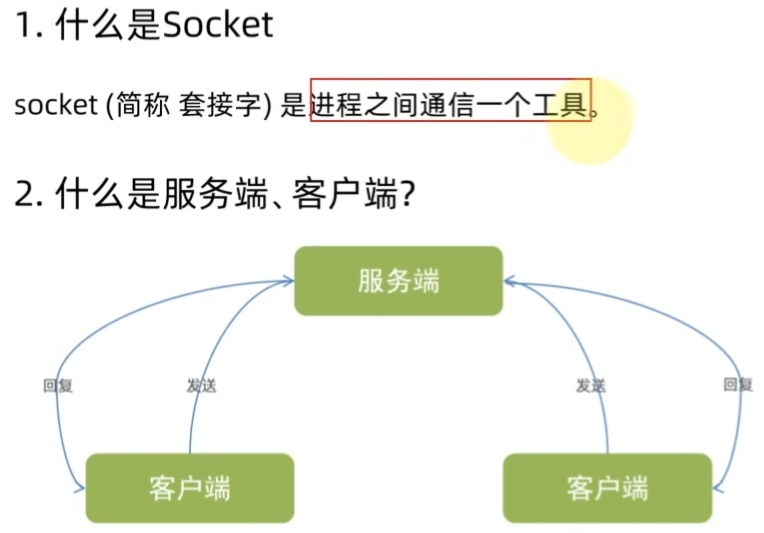 1. 什么是Socket
socket (简称 套接字) 是进程之间通信一个工具。
2. 什么是服务端、客户端?
服务端
回复
发送
发送
回复
客户端
客户端